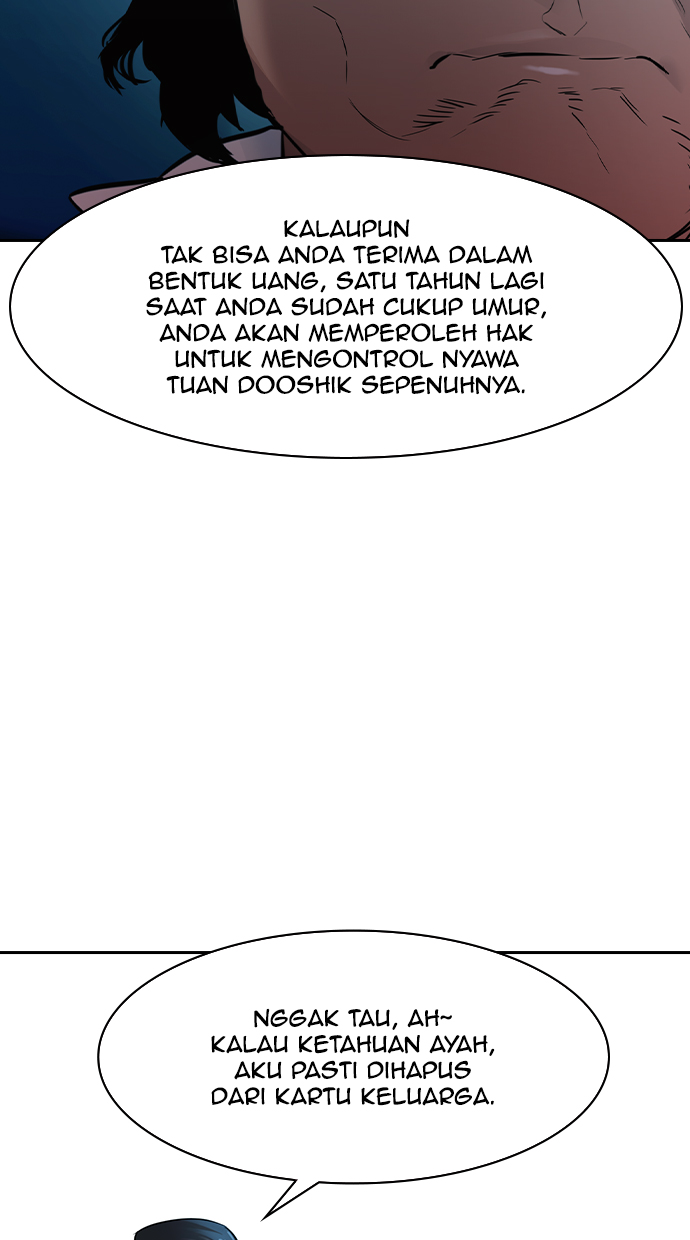 KALAUPUN
TAK BISA ANDA TERIMA DALAM
BENTUK UANG, SATU TAHUN LAGI
SAAT ANDA SUDAH CUKUP UMUR,
ANDA AKAN MEMPEROLEH HAK
UNTUK MENGONTROL NYAWA
TUAN DOOSHIK SEPENUHNYA.
NGGAK TAU, AH~
KALAU KETAHUAN AYAH,
AKU PASTI DIHAPUS
DARI KARTU KELUARGA.